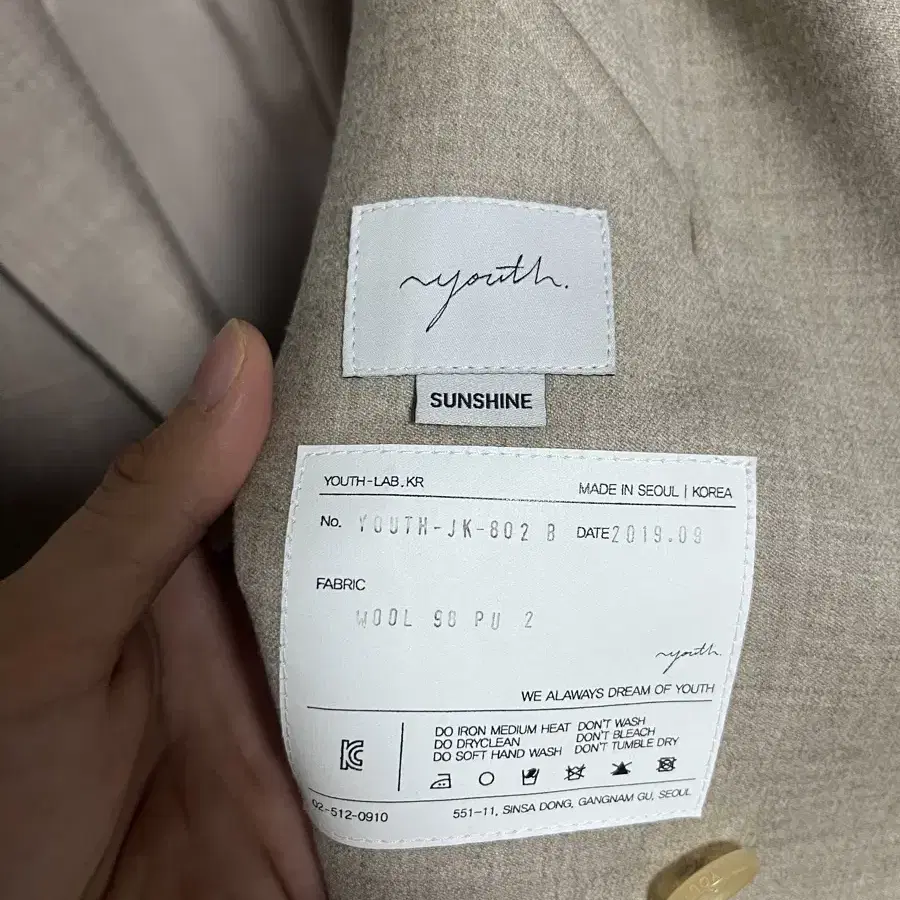 youth.
SUNSHINE
YOUTH-LAB.KR MADE IN SEOUL | KOREA
No. YOUTH-JK-802 B DATE 2019.09
FABRIC
WOOL 98 PU 2
youth.
WE ALAWAYS DREAM OF YOUTH
DO IRON MEDIUM HEAT DON'T WASH
DO DRYCLEAN DON'T BLEACH
DO SOFT HAND WASH DON'T TUMBLE DRY
02-512-0910 551-11, SINSA DONG, GANGNAM GU, SEOUL